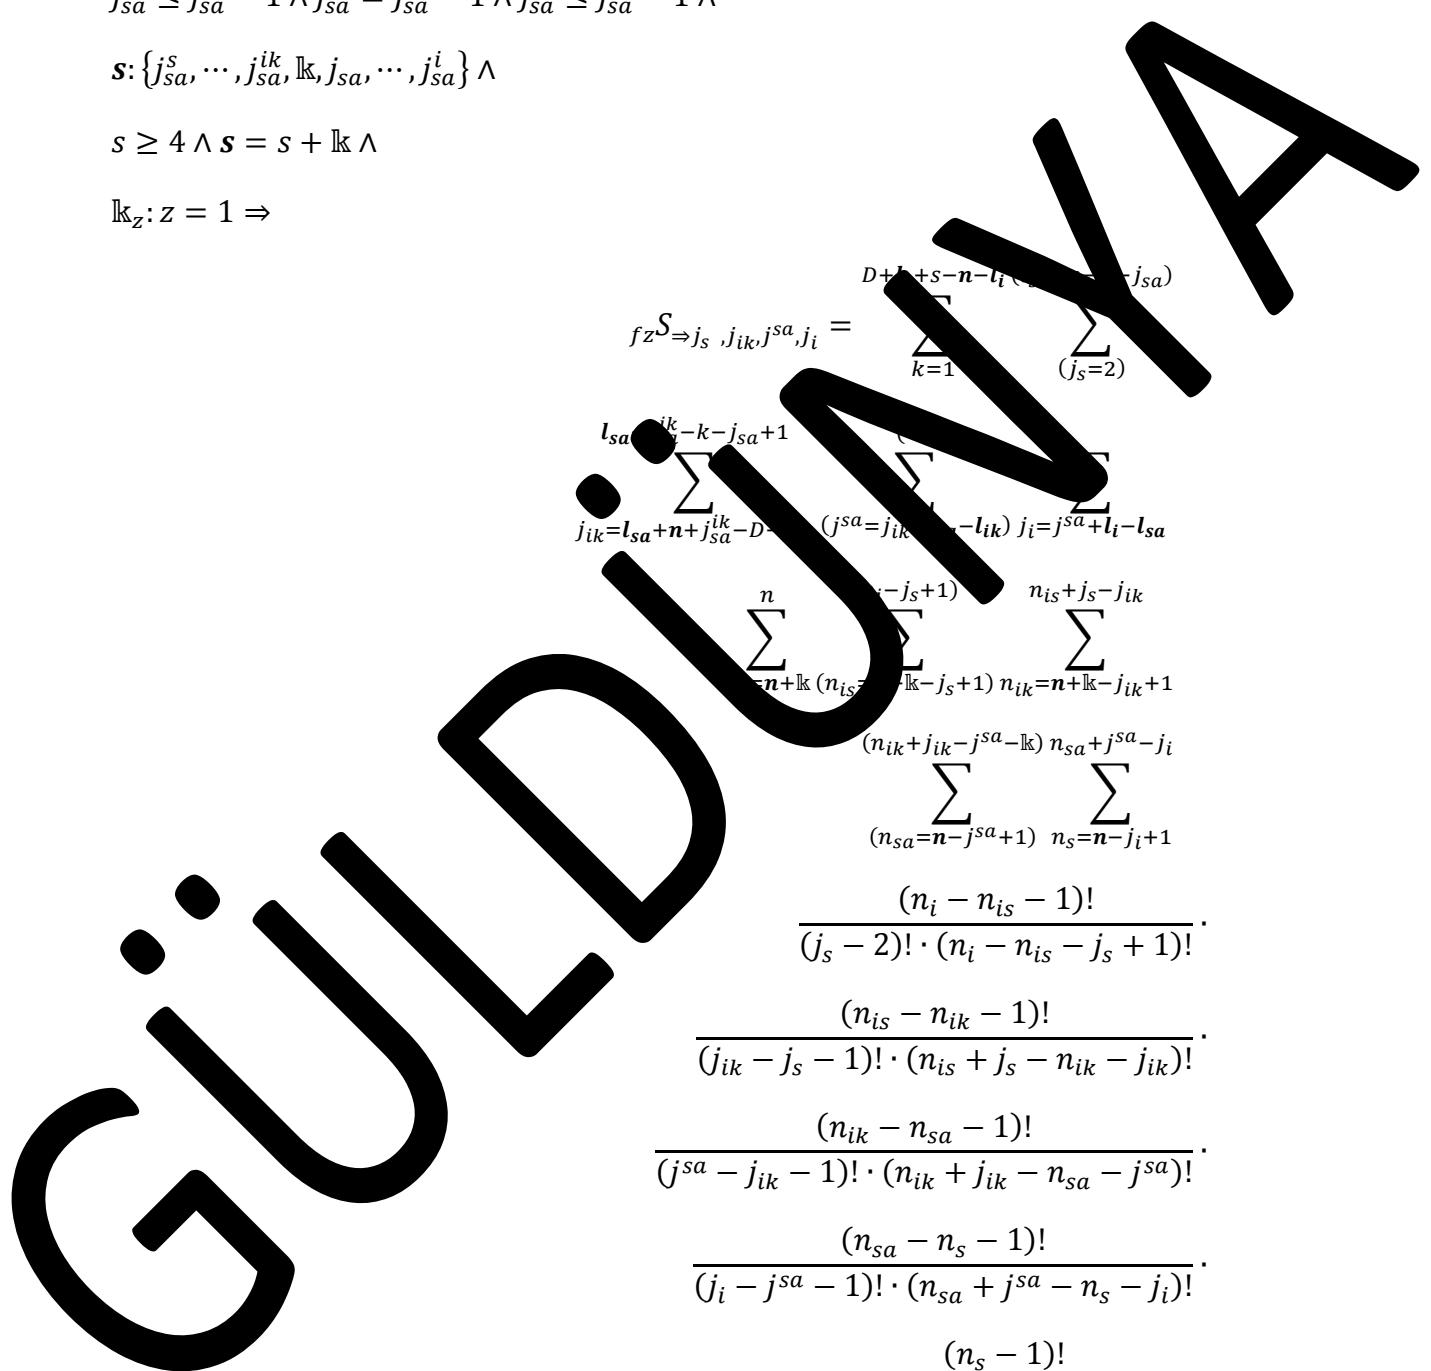 𝒔: {j_{sa}^{s}, ⋯, j_{sa}^{ik}, 𝕜, j_{sa}, ⋯, j_{sa}^{i}} ∧
s ≥ 4 ∧ 𝒔 = s + 𝕜 ∧
𝕜_z: z = 1 ⇒
_{fz}S_{⇒j_s ,j_{ik},j^{sa},j_i} = ∑_{k=1} ∑_{(j_s=2)}
∑_{j_{ik}=𝒍_{sa}+𝒏+j_{sa}^{ik}−D} ∑ ∑_{j_i=j^{sa}+𝒍_i−𝒍_{sa}}
∑^{n} ∑ ∑_{n_{ik}=𝒏+𝕜−j_{ik}+1}^{n_{is}+j_s−j_{ik}}
∑_{(n_{sa}=𝒏−j^{sa}+1)}^{(n_{ik}+j_{ik}−j^{sa}−𝕜)} ∑_{n_s=𝒏−j_i+1}^{n_{sa}+j^{sa}−j_i}
(n_i − n_{is} − 1)! / (j_s − 2)! · (n_i − n_{is} − j_s + 1)! ·
(n_{is} − n_{ik} − 1)! / (j_{ik} − j_s − 1)! · (n_{is} + j_s − n_{ik} − j_{ik})! ·
(n_{ik} − n_{sa} − 1)! / (j^{sa} − j_{ik} − 1)! · (n_{ik} + j_{ik} − n_{sa} − j^{sa})! ·
(n_{sa} − n_s − 1)! / (j_i − j^{sa} − 1)! · (n_{sa} + j^{sa} − n_s − j_i)! ·
(n_s − 1)!
GÜLDÜNYA